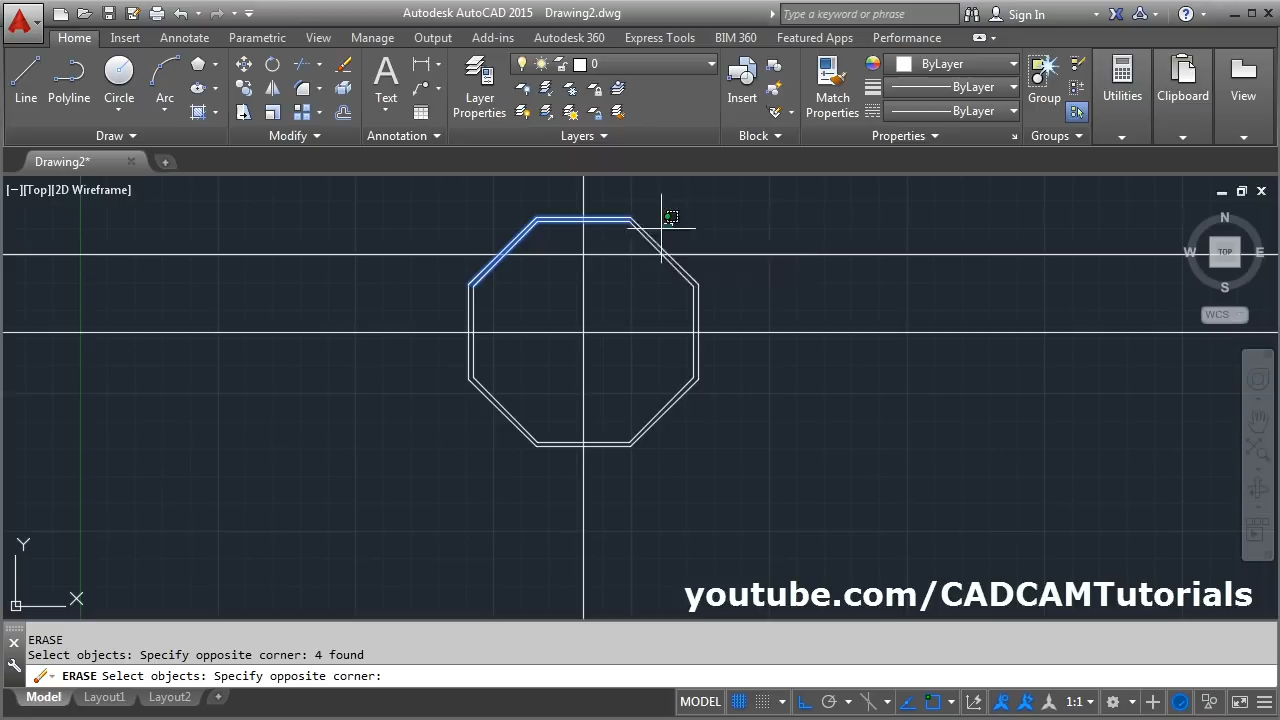 Autodesk AutoCAD 2015 Drawing2.dwg
Type a keyword or phrase
Sign In
Home Insert Annotate Parametric View Manage Output Add-ins Autodesk 360 Express Tools BIM 360 Featured Apps Performance
0
ByLayer
ByLayer
ByLayer
Line Polyline Circle Arc Text Layer Properties Insert Match Properties Group Utilities Clipboard View
Draw Modify Annotation Layers Block Properties Groups
Drawing2*
[−][Top][2D Wireframe]
N
W TOP E
S
WCS
Y
X
youtube.com/CADCAMTutorials
ERASE
Select objects: Specify opposite corner: 4 found
ERASE Select objects: Specify opposite corner:
Model Layout1 Layout2 MODEL 1:1